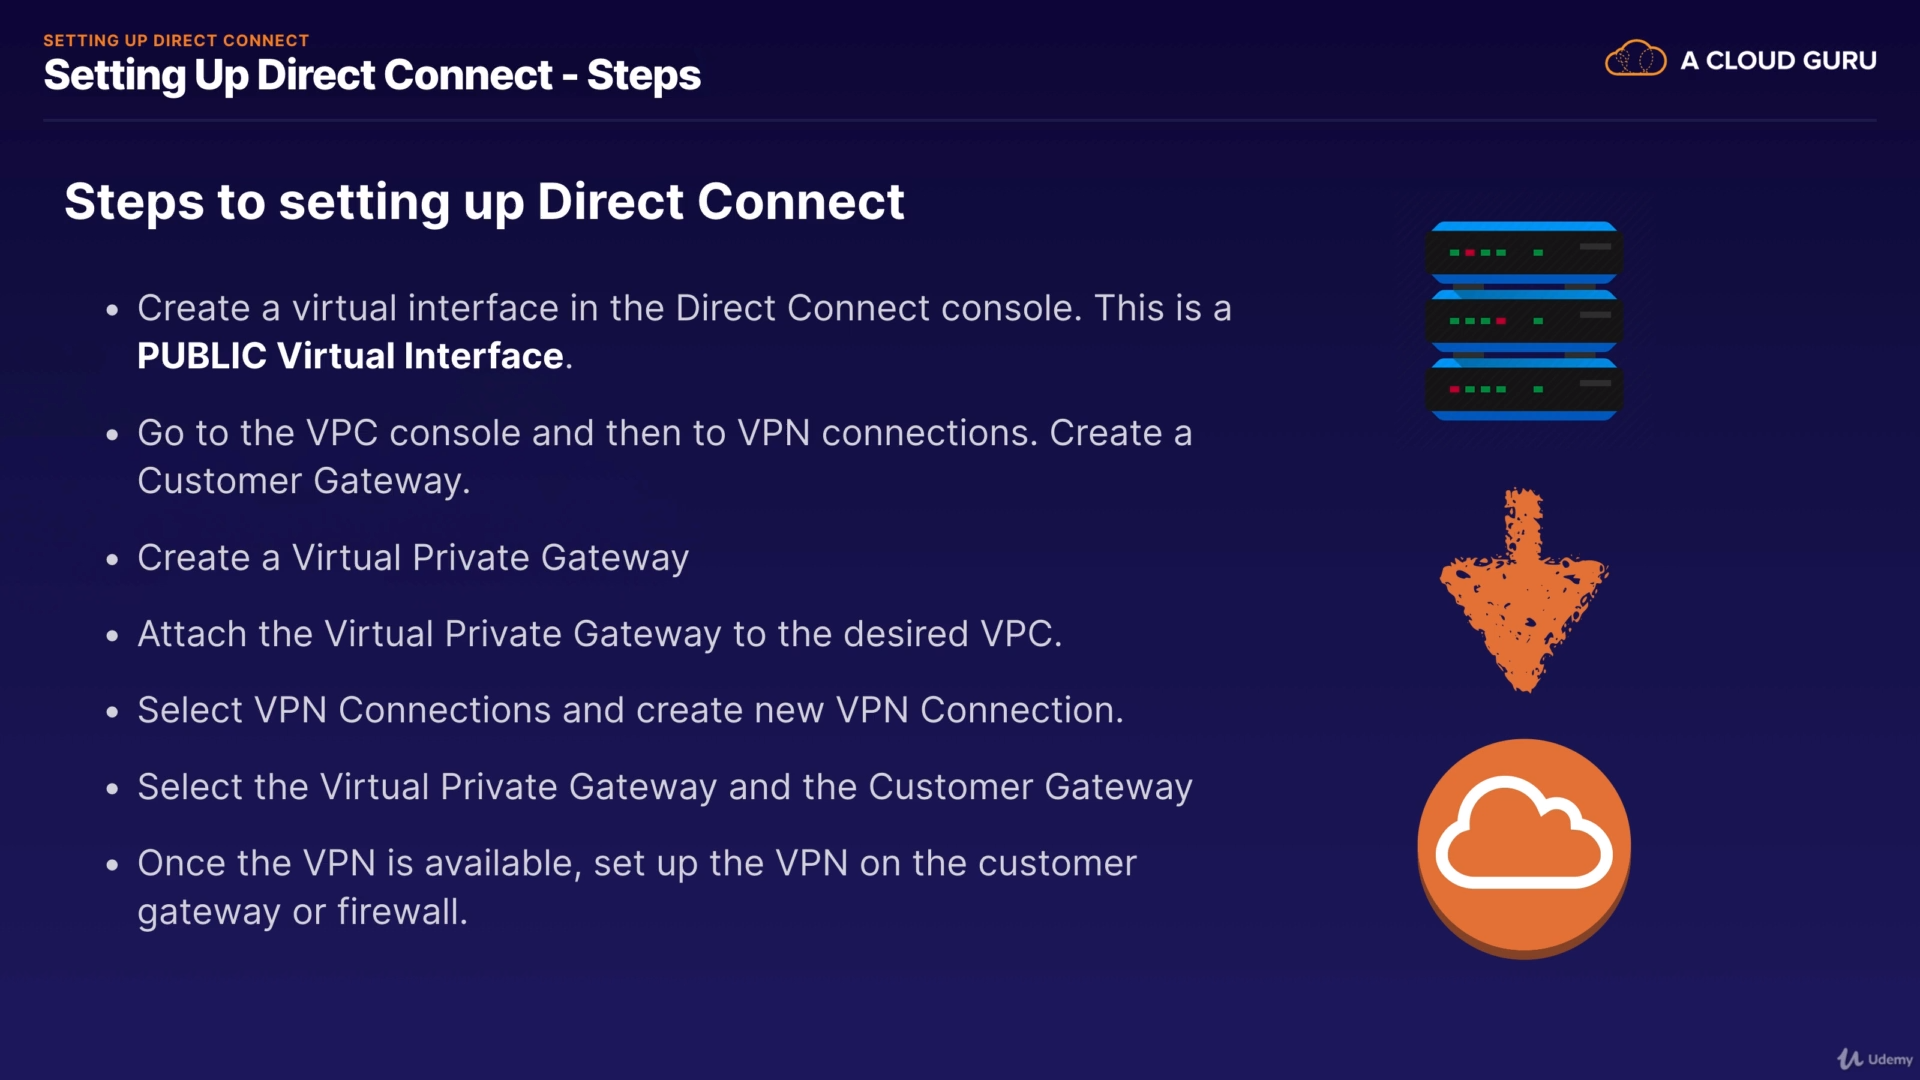 SETTING UP DIRECT CONNECT
Setting Up Direct Connect - Steps
A CLOUD GURU
Steps to setting up Direct Connect
• Create a virtual interface in the Direct Connect console. This is a
PUBLIC Virtual Interface.
• Go to the VPC console and then to VPN connections. Create a
Customer Gateway.
• Create a Virtual Private Gateway
• Attach the Virtual Private Gateway to the desired VPC.
• Select VPN Connections and create new VPN Connection.
• Select the Virtual Private Gateway and the Customer Gateway
• Once the VPN is available, set up the VPN on the customer
gateway or firewall.
Udemy